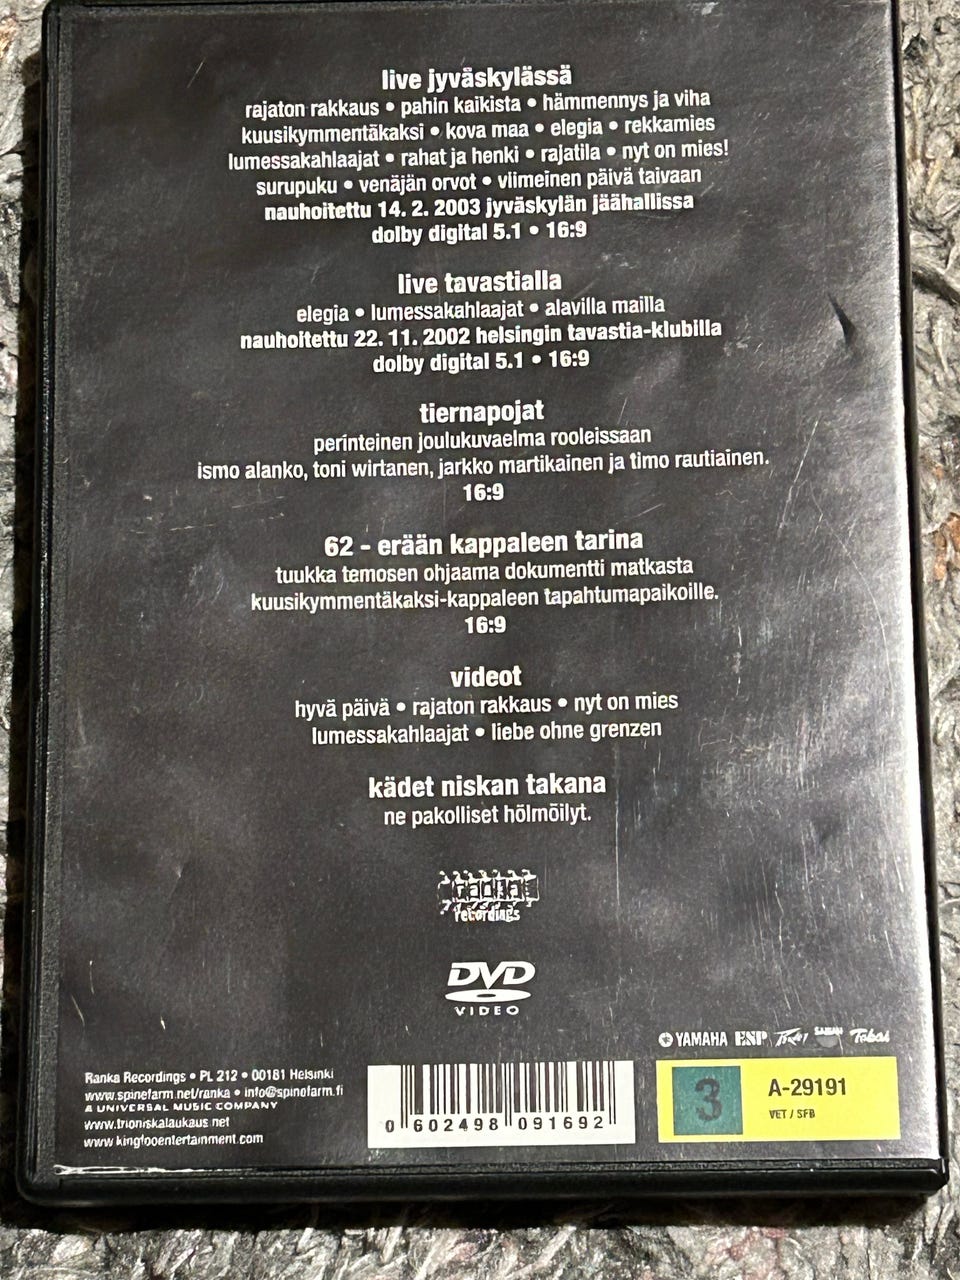 live jyväskylässä
rajaton rakkaus • pahin kaikista • hämmennys ja viha
kuusikymmentäkaksi • kova maa • elegia • rekkamies
lumessakahlaajat • rahat ja henki • rajatila • nyt on mies!
surupuku • venäjän orvot • viimeinen päivä taivaan
nauhoitettu 14. 2. 2003 jyväskylän jäähallissa
dolby digital 5.1 • 16:9
live tavastialla
elegia • lumessakahlaajat • alavilla mailla
nauhoitettu 22. 11. 2002 helsingin tavastia-klubilla
dolby digital 5.1 • 16:9
tiernapojat
perinteinen joulukuvaelma rooleissaan
ismo alanko, toni wirtanen, jarkko martikainen ja timo rautiainen.
16:9
62 - erään kappaleen tarina
tuukka temosen ohjaama dokumentti matkasta
kuusikymmentäkaksi-kappaleen tapahtumapaikoille.
16:9
videot
hyvä päivä • rajaton rakkaus • nyt on mies
lumessakahlaajat • liebe ohne grenzen
kädet niskan takana
ne pakolliset hölmöilyt.
recordings
DVD
VIDEO
YAMAHA ESP Peavey SABIAN Tokai
Ranka Recordings • PL 212 • 00181 Helsinki
www.spinefarm.net/ranka • info@spinefarm.fi
A UNIVERSAL MUSIC COMPANY
www.trioniskalaukaus.net
www.kingfooentertainment.com
0 602498 091692
3
A-29191
VET / SFB